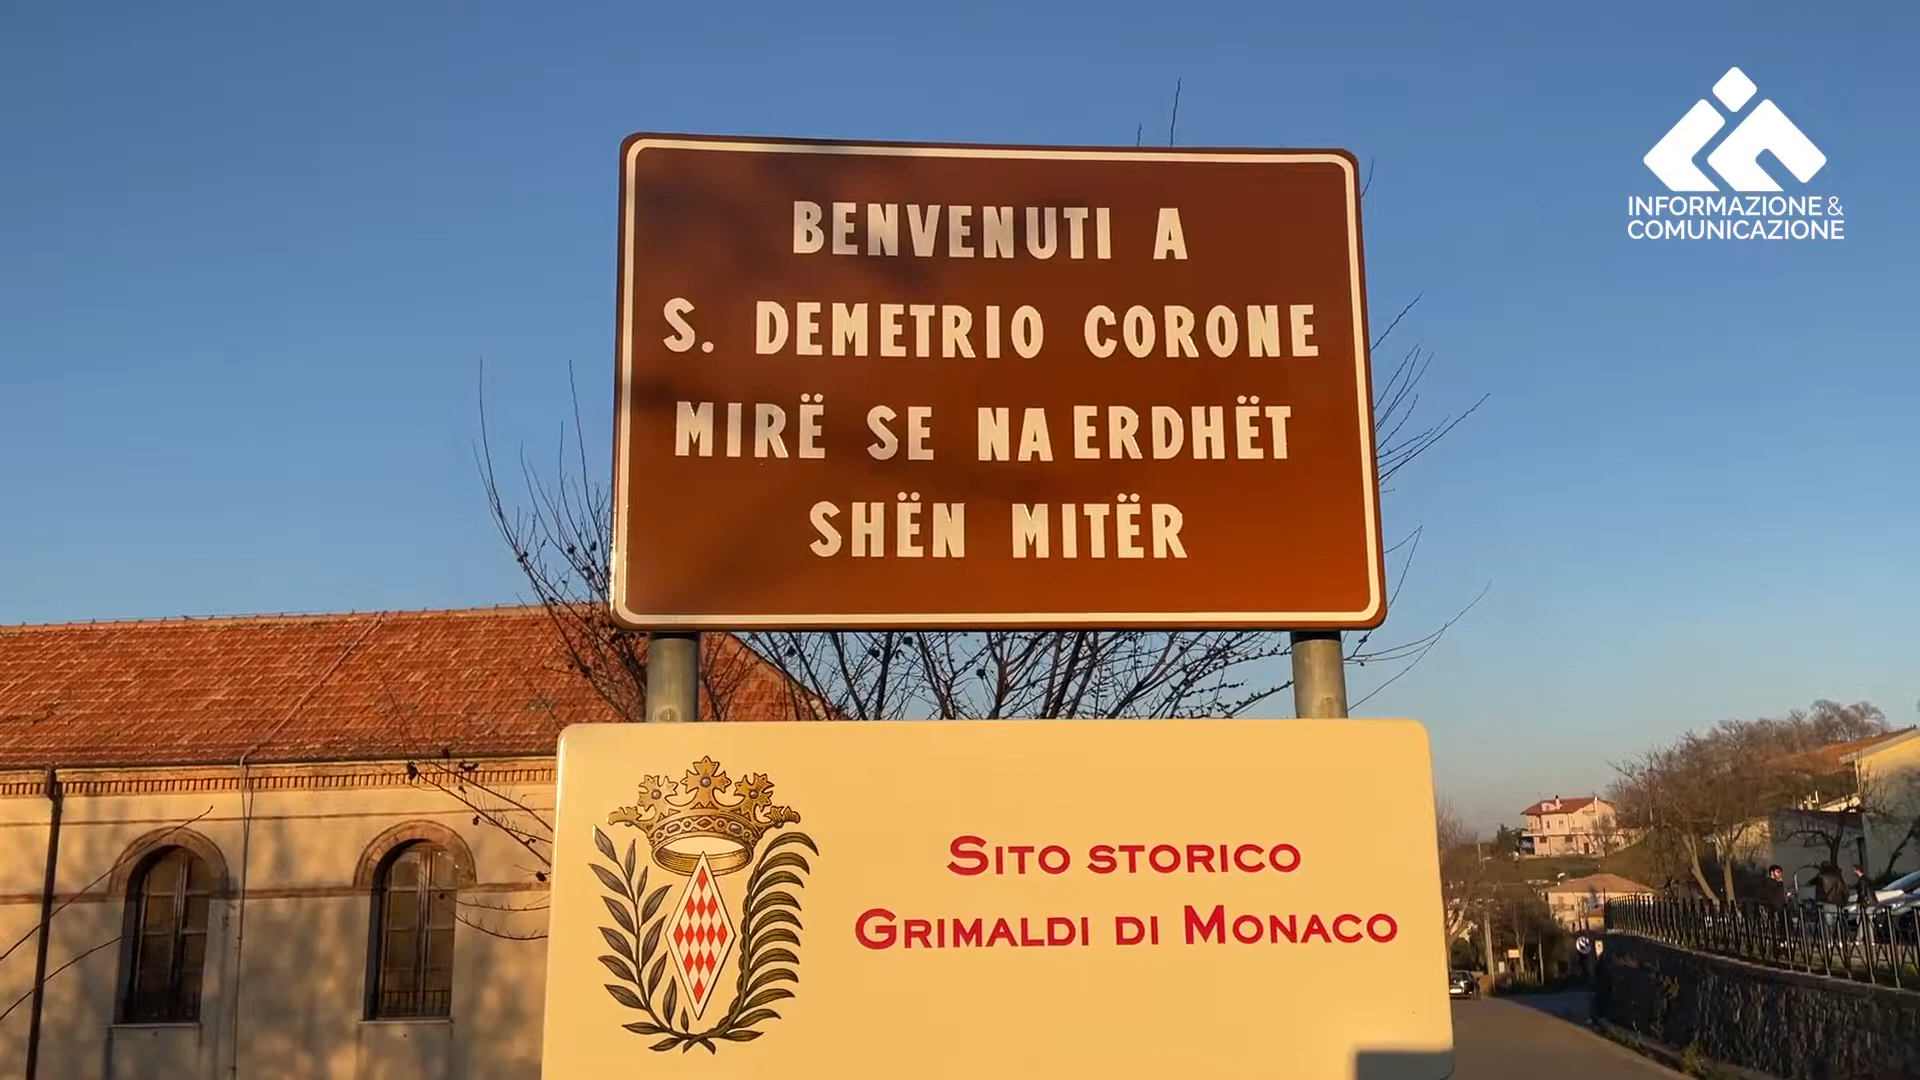 BENVENUTI A
S. DEMETRIO CORONE
MIRË SE NA ERDHËT
SHËN MITËR
SITO STORICO
GRIMALDI DI MONACO
INFORMAZIONE &
COMUNICAZIONE